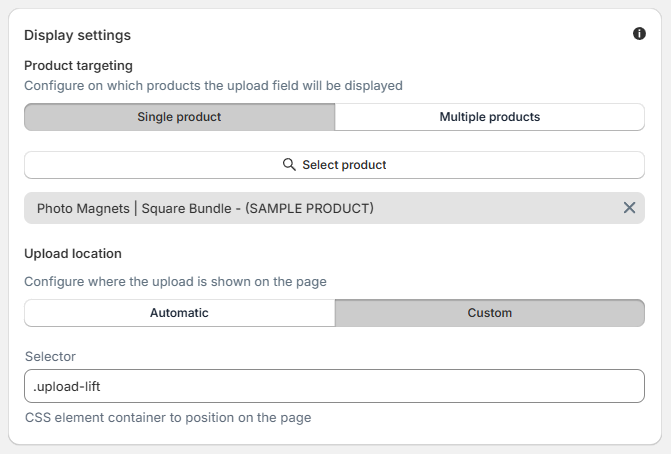 Display settings
Product targeting
Configure on which products the upload field will be displayed
Single product
Multiple products
Select product
Photo Magnets | Square Bundle - (SAMPLE PRODUCT)
Upload location
Configure where the upload is shown on the page
Automatic
Custom
Selector
.upload-lift
CSS element container to position on the page